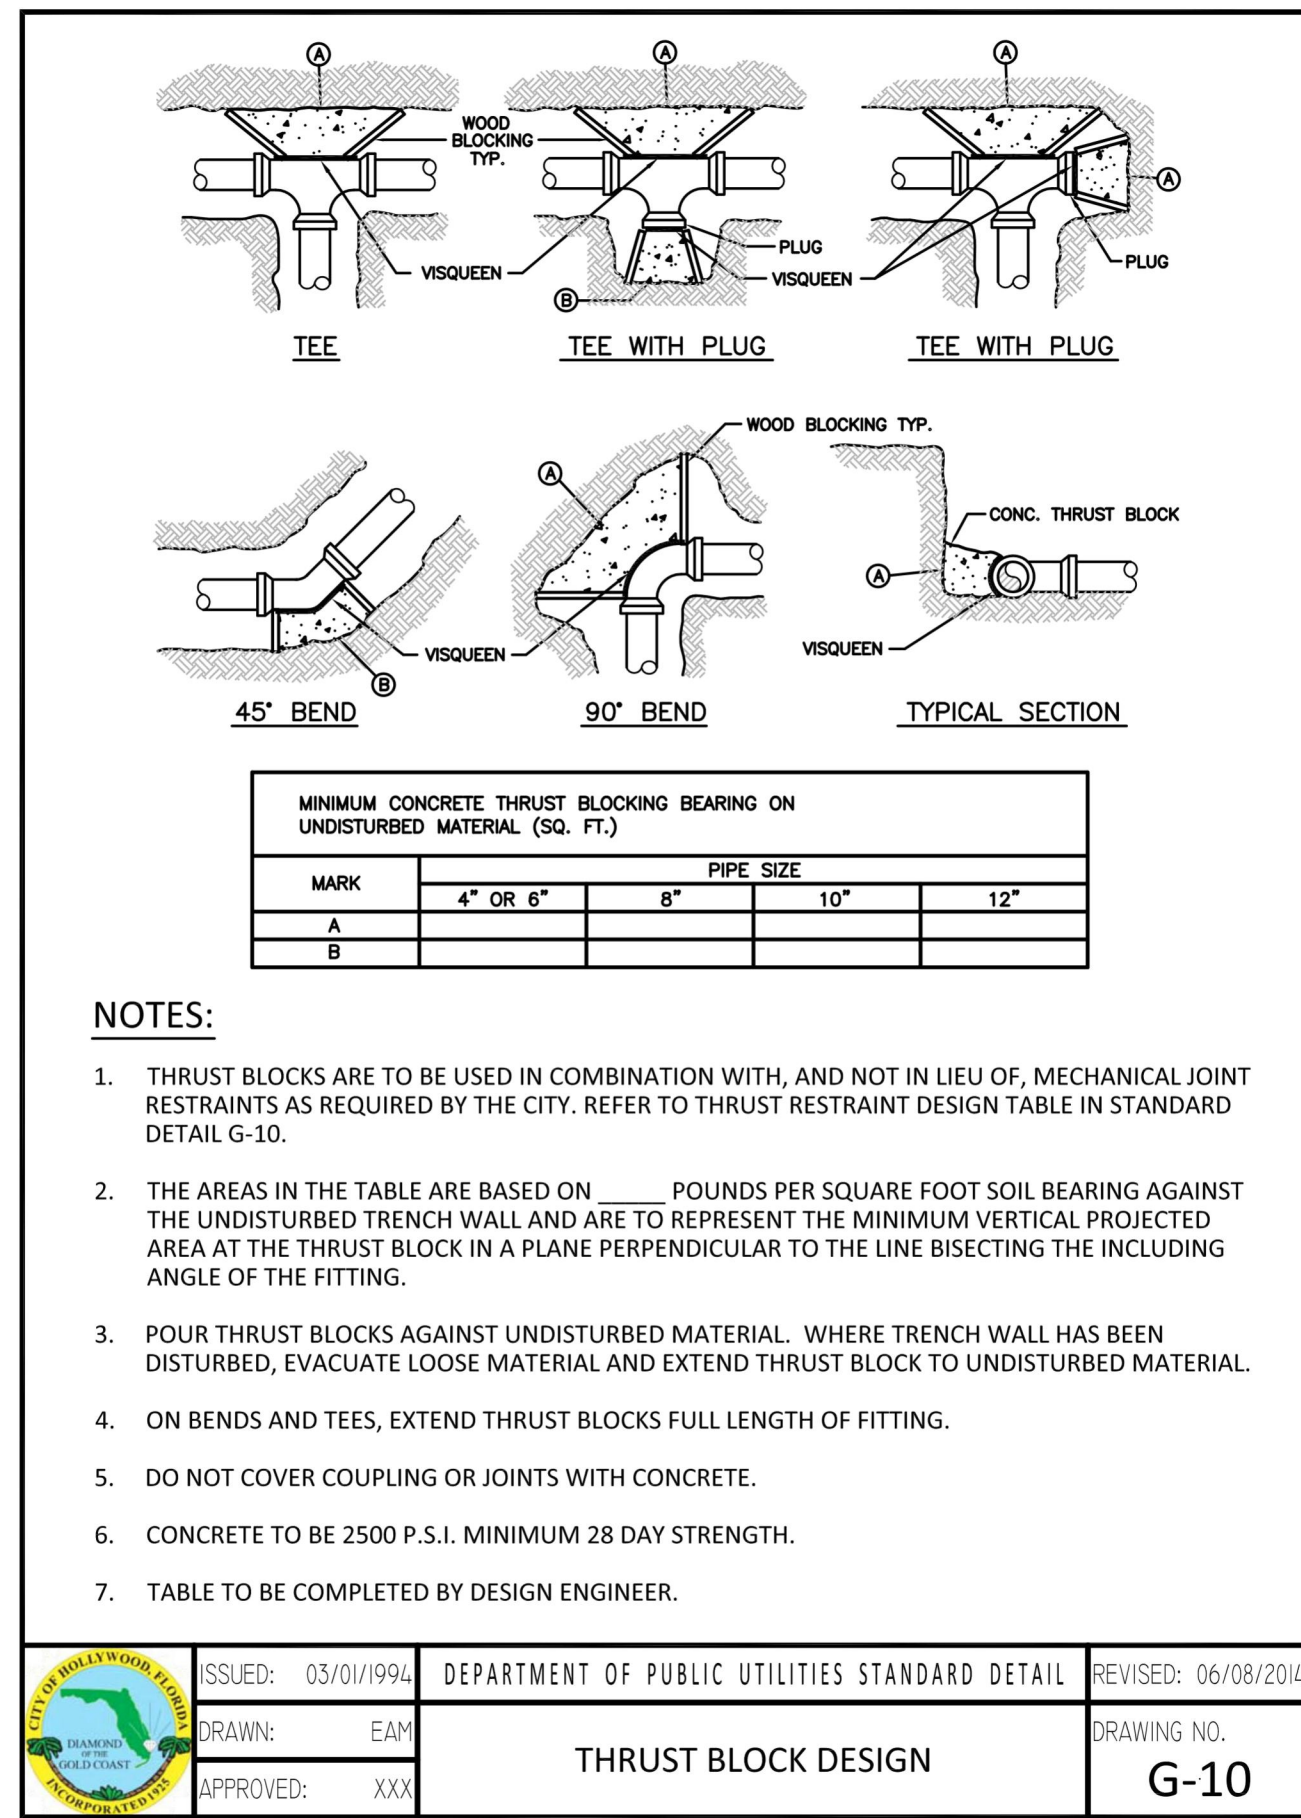 A
A
A
WOOD
BLOCKING
TYP.
A
VISQUEEN
PLUG
VISQUEEN
PLUG
B
TEE
TEE WITH PLUG
TEE WITH PLUG
WOOD BLOCKING TYP.
A
CONC. THRUST BLOCK
A
VISQUEEN
VISQUEEN
B
45° BEND
90° BEND
TYPICAL SECTION
MINIMUM CONCRETE THRUST BLOCKING BEARING ON
UNDISTURBED MATERIAL (SQ. FT.)
MARK
PIPE SIZE
4" OR 6" 8" 10" 12"
A
B
NOTES:
1. THRUST BLOCKS ARE TO BE USED IN COMBINATION WITH, AND NOT IN LIEU OF, MECHANICAL JOINT
RESTRAINTS AS REQUIRED BY THE CITY. REFER TO THRUST RESTRAINT DESIGN TABLE IN STANDARD
DETAIL G-10.
2. THE AREAS IN THE TABLE ARE BASED ON _____ POUNDS PER SQUARE FOOT SOIL BEARING AGAINST
THE UNDISTURBED TRENCH WALL AND ARE TO REPRESENT THE MINIMUM VERTICAL PROJECTED
AREA AT THE THRUST BLOCK IN A PLANE PERPENDICULAR TO THE LINE BISECTING THE INCLUDING
ANGLE OF THE FITTING.
3. POUR THRUST BLOCKS AGAINST UNDISTURBED MATERIAL. WHERE TRENCH WALL HAS BEEN
DISTURBED, EVACUATE LOOSE MATERIAL AND EXTEND THRUST BLOCK TO UNDISTURBED MATERIAL.
4. ON BENDS AND TEES, EXTEND THRUST BLOCKS FULL LENGTH OF FITTING.
5. DO NOT COVER COUPLING OR JOINTS WITH CONCRETE.
6. CONCRETE TO BE 2500 P.S.I. MINIMUM 28 DAY STRENGTH.
7. TABLE TO BE COMPLETED BY DESIGN ENGINEER.
CITY OF HOLLYWOOD, FLORIDA
DIAMOND
OF THE
GOLD COAST
INCORPORATED 1925
ISSUED: 03/01/1994
DRAWN: EAM
APPROVED: XXX
DEPARTMENT OF PUBLIC UTILITIES STANDARD DETAIL
THRUST BLOCK DESIGN
REVISED: 06/08/2014
DRAWING NO.
G-10